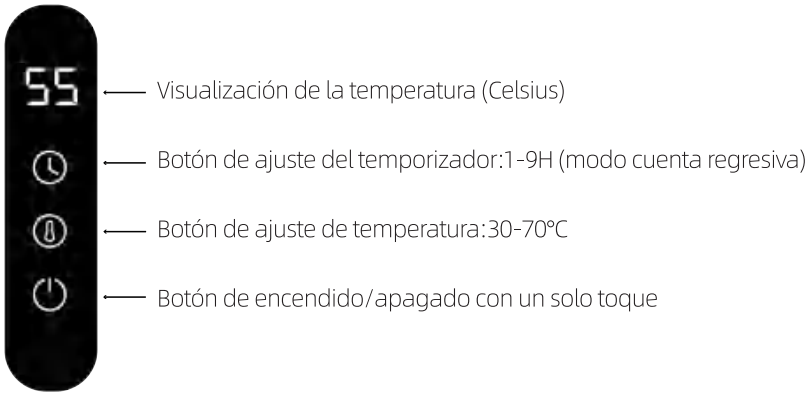 55
Visualización de la temperatura (Celsius)
Botón de ajuste del temporizador:1-9H (modo cuenta regresiva)
Botón de ajuste de temperatura:30-70°C
Botón de encendido/apagado con un solo toque